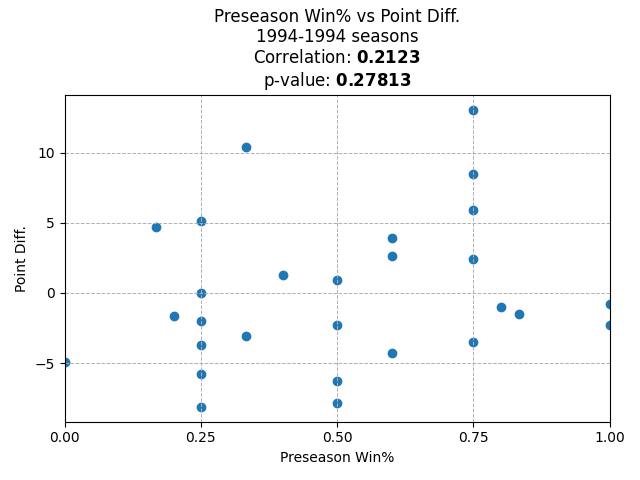 Preseason Win% vs Point Diff.
1994-1994 seasons
Correlation: 0.2123
p-value: 0.27813
10
5
0
−5
Point Diff.
0.00 0.25 0.50 0.75 1.00
Preseason Win%